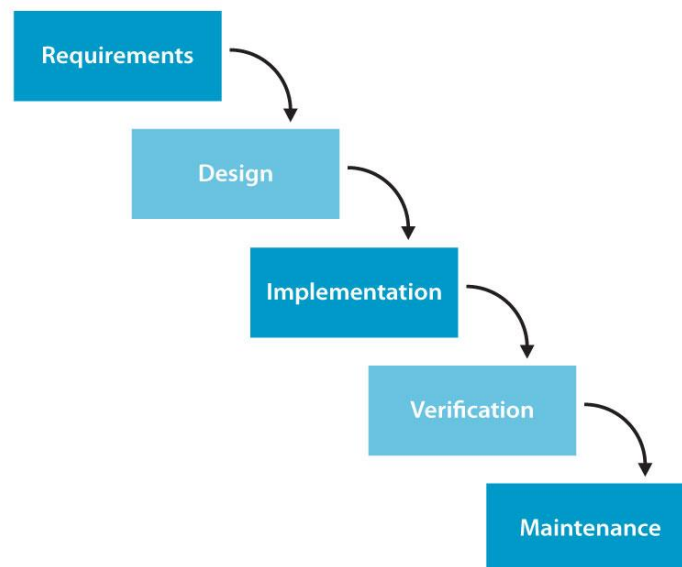 Requirements
Design
Implementation
Verification
Maintenance